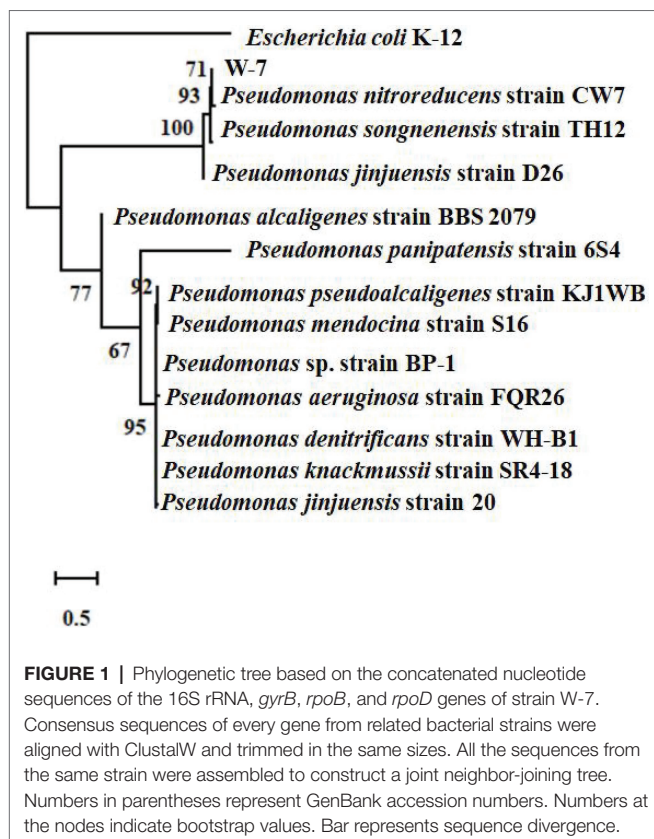 Escherichia coli K-12
71 W-7
93 Pseudomonas nitroreducens strain CW7
100 Pseudomonas songnenensis strain TH12
Pseudomonas jinjuensis strain D26
Pseudomonas alcaligenes strain BBS 2079
Pseudomonas panipatensis strain 6S4
77 92 Pseudomonas pseudoalcaligenes strain KJ1WB
Pseudomonas mendocina strain S16
67
Pseudomonas sp. strain BP-1
Pseudomonas aeruginosa strain FQR26
95
Pseudomonas denitrificans strain WH-B1
Pseudomonas knackmussii strain SR4-18
Pseudomonas jinjuensis strain 20
0.5
FIGURE 1 | Phylogenetic tree based on the concatenated nucleotide
sequences of the 16S rRNA, gyrB, rpoB, and rpoD genes of strain W-7.
Consensus sequences of every gene from related bacterial strains were
aligned with ClustalW and trimmed in the same sizes. All the sequences from
the same strain were assembled to construct a joint neighbor-joining tree.
Numbers in parentheses represent GenBank accession numbers. Numbers at
the nodes indicate bootstrap values. Bar represents sequence divergence.